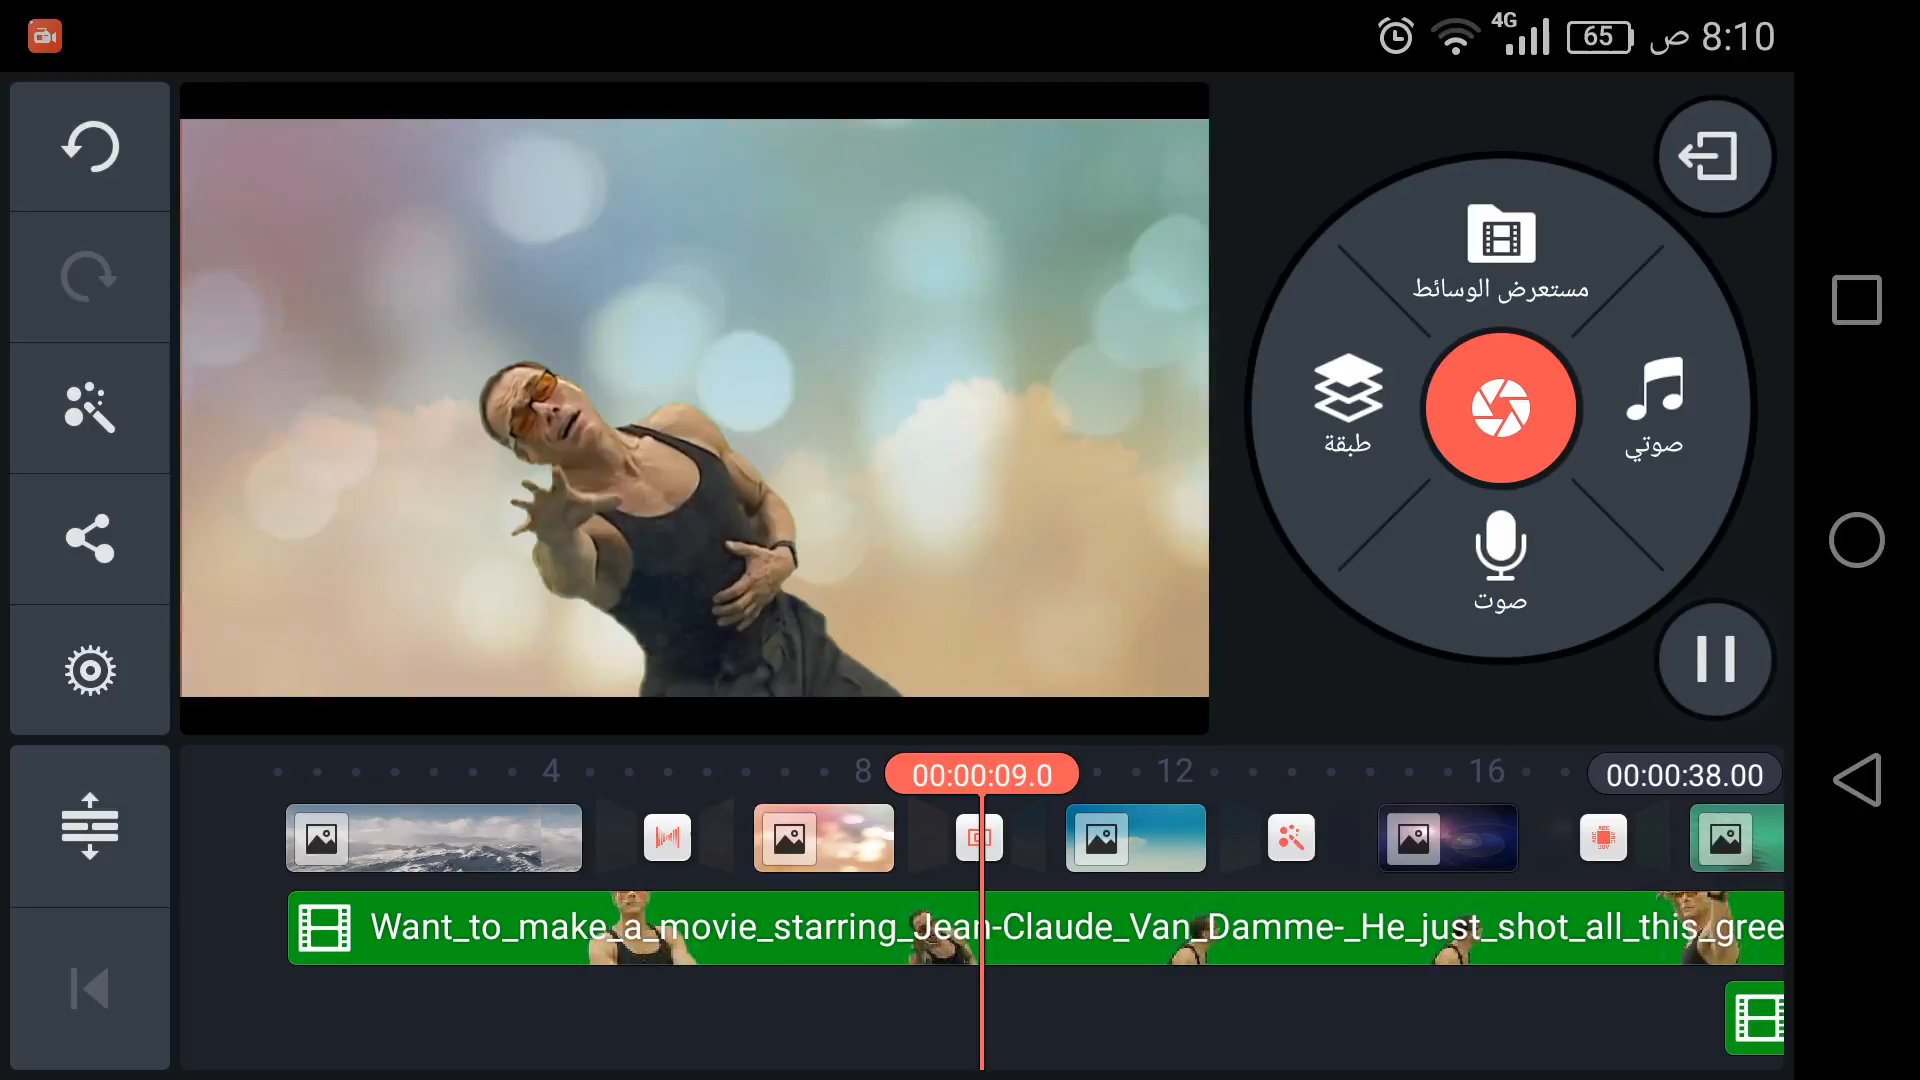 4G
65
8:10 ص
مستعرض الوسائط
طبقة
صوتي
صوت
4
8
00:00:09.0
12
16
00:00:38.00
Want_to_make_a_movie_starring_Jean-Claude_Van_Damme-_He_just_shot_all_this_gree